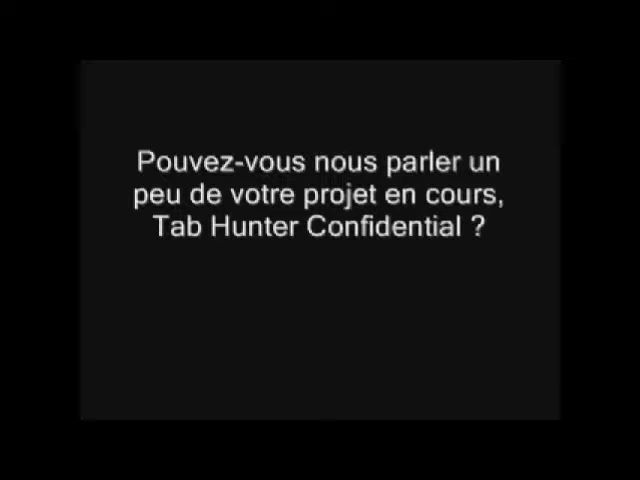 Pouvez-vous nous parler un
peu de votre projet en cours,
Tab Hunter Confidential ?